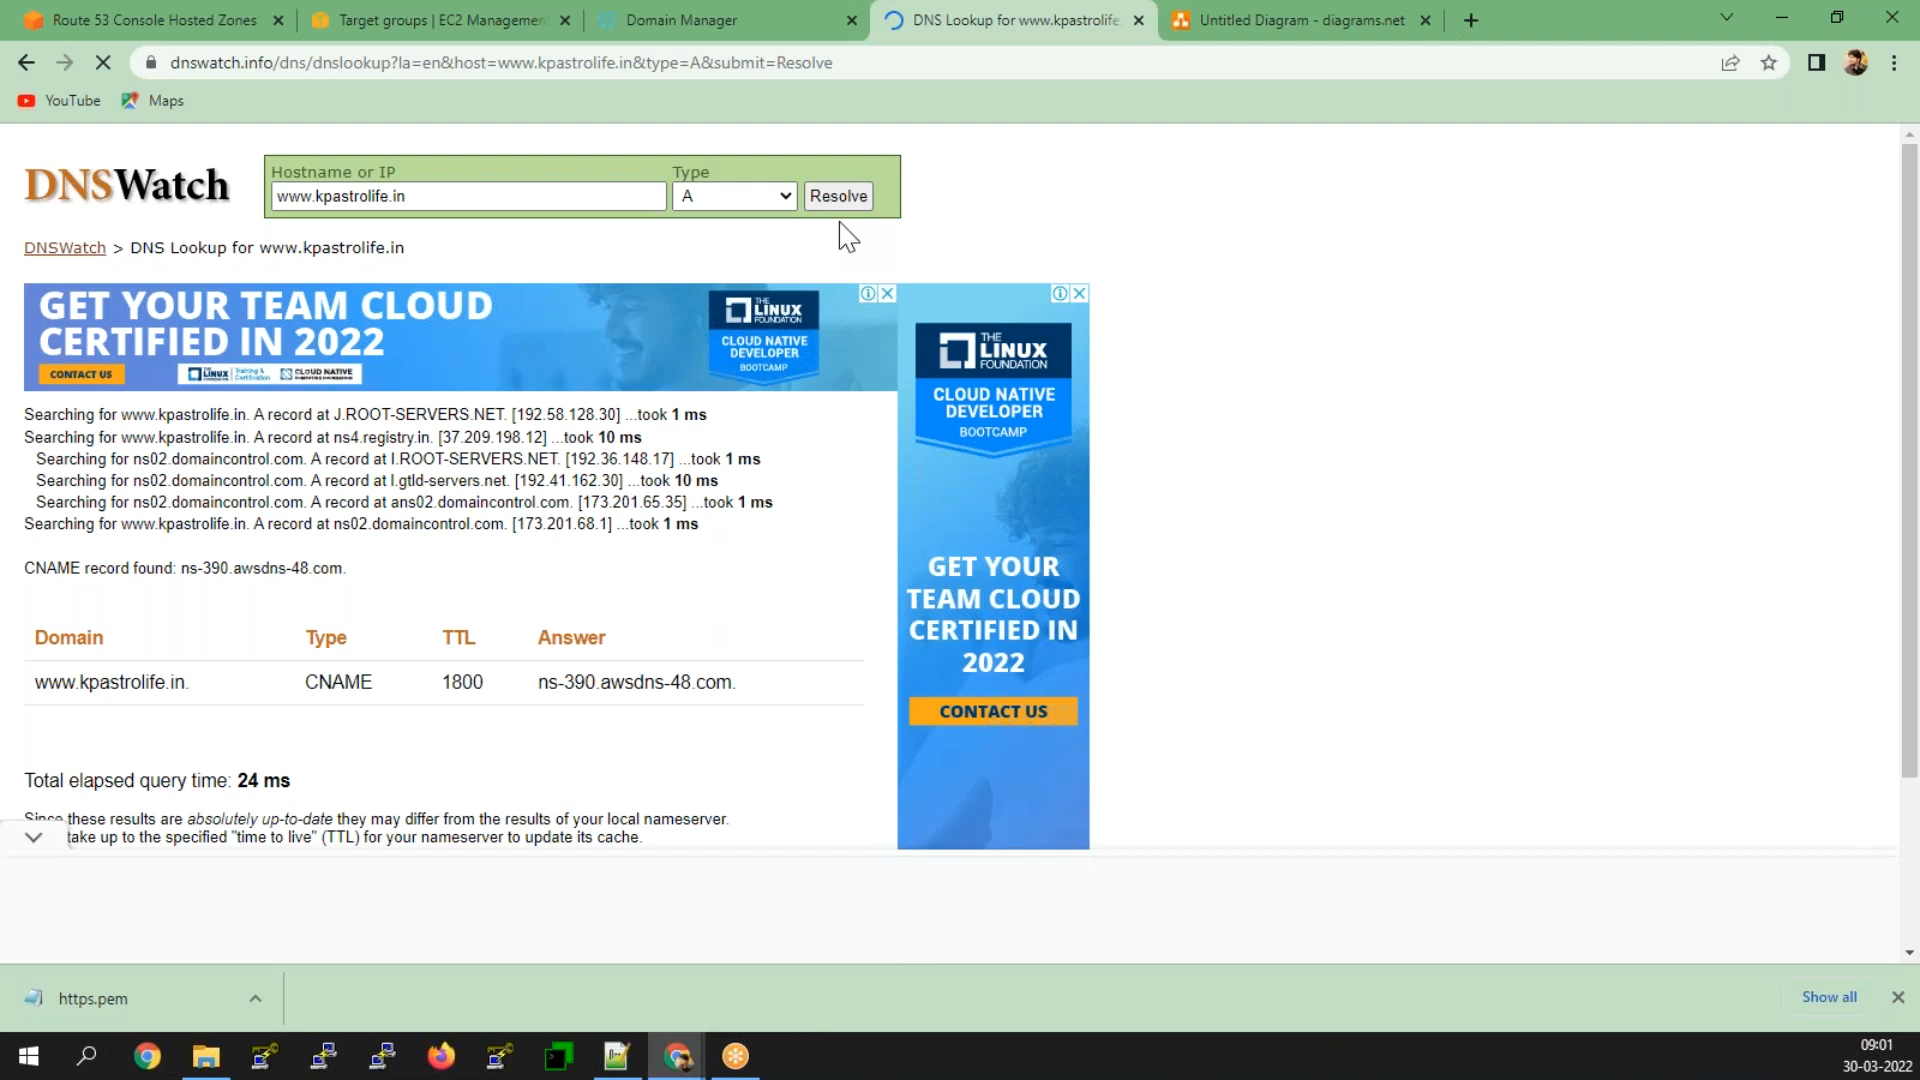 Route 53 Console Hosted Zones
Target groups | EC2 Management
Domain Manager
DNS Lookup for www.kpastrolife.
Untitled Diagram - diagrams.net
dnswatch.info/dns/dnslookup?la=en&host=www.kpastrolife.in&type=A&submit=Resolve
YouTube
Maps
DNSWatch
Hostname or IP
Type
www.kpastrolife.in
A
Resolve
DNSWatch > DNS Lookup for www.kpastrolife.in
GET YOUR TEAM CLOUD
CERTIFIED IN 2022
CONTACT US
THE
LINUX
FOUNDATION
CLOUD NATIVE
DEVELOPER
BOOTCAMP
Searching for www.kpastrolife.in. A record at J.ROOT-SERVERS.NET. [192.58.128.30] ...took 1 ms
Searching for www.kpastrolife.in. A record at ns4.registry.in. [37.209.198.12] ...took 10 ms
Searching for ns02.domaincontrol.com. A record at I.ROOT-SERVERS.NET. [192.36.148.17] ...took 1 ms
Searching for ns02.domaincontrol.com. A record at l.gtld-servers.net. [192.41.162.30] ...took 10 ms
Searching for ns02.domaincontrol.com. A record at ans02.domaincontrol.com. [173.201.65.35] ...took 1 ms
Searching for www.kpastrolife.in. A record at ns02.domaincontrol.com. [173.201.68.1] ...took 1 ms
CNAME record found: ns-390.awsdns-48.com.
Domain Type TTL Answer
www.kpastrolife.in. CNAME 1800 ns-390.awsdns-48.com.
Total elapsed query time: 24 ms
Since these results are absolutely up-to-date they may differ from the results of your local nameserver.
take up to the specified "time to live" (TTL) for your nameserver to update its cache.
THE
LINUX
FOUNDATION
CLOUD NATIVE
DEVELOPER
BOOTCAMP
GET YOUR
TEAM CLOUD
CERTIFIED IN
2022
CONTACT US
https.pem
Show all
09:01
30-03-2022